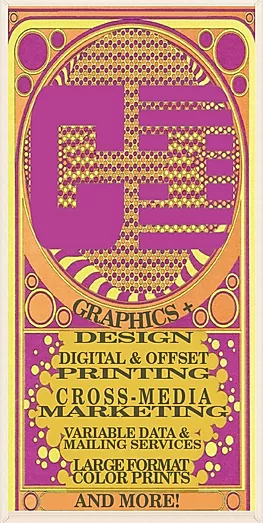 GRAPHICS +
DESIGN
DIGITAL & OFFSET
PRINTING
CROSS-MEDIA
MARKETING
VARIABLE DATA &
MAILING SERVICES
LARGE FORMAT
COLOR PRINTS
AND MORE!